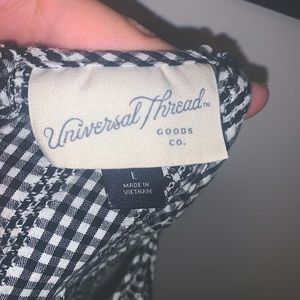 Universal Thread™
GOODS
CO.
L
MADE IN
VIETNAM